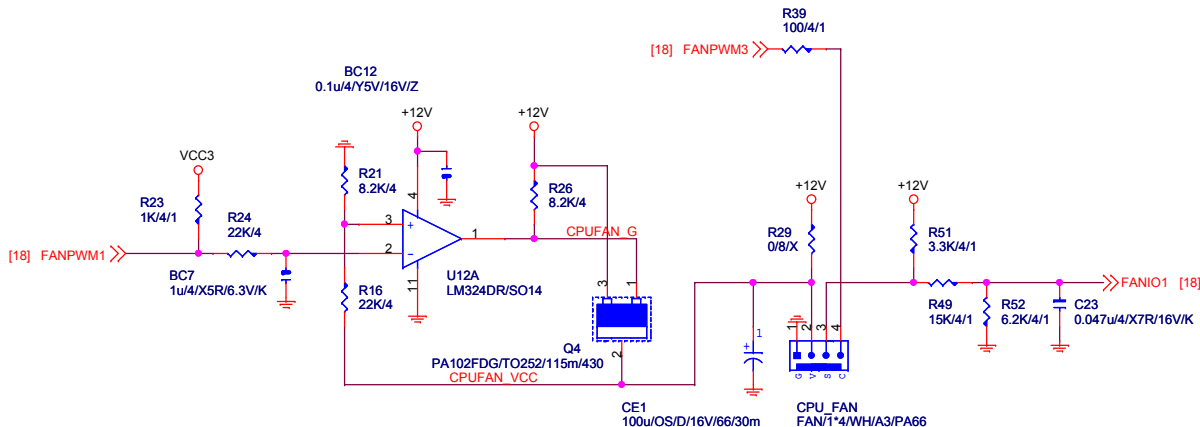 R39
100/4/1
[18] FANPWM3
BC12
0.1u/4/Y5V/16V/Z
+12V
+12V
VCC3
R21
8.2K/4
4
R26
8.2K/4
+12V
+12V
R23
1K/4/1
R24
22K/4
3
+
1
CPUFAN_G
R29
0/8/X
R51
3.3K/4/1
[18] FANPWM1
2
-
U12A
LM324DR/SO14
BC7
1u/4/X5R/6.3V/K
R16
22K/4
11
3
1
FANIO1 [18]
R49
15K/4/1
R52
6.2K/4/1
C23
0.047u/4/X7R/16V/K
1
2
3
4
+
1
Q4
2
PA102FDG/TO252/115m/430
CPUFAN_VCC
G
V
S
C
CE1
100u/OS/D/16V/66/30m
CPU_FAN
FAN/1*4/WH/A3/PA66